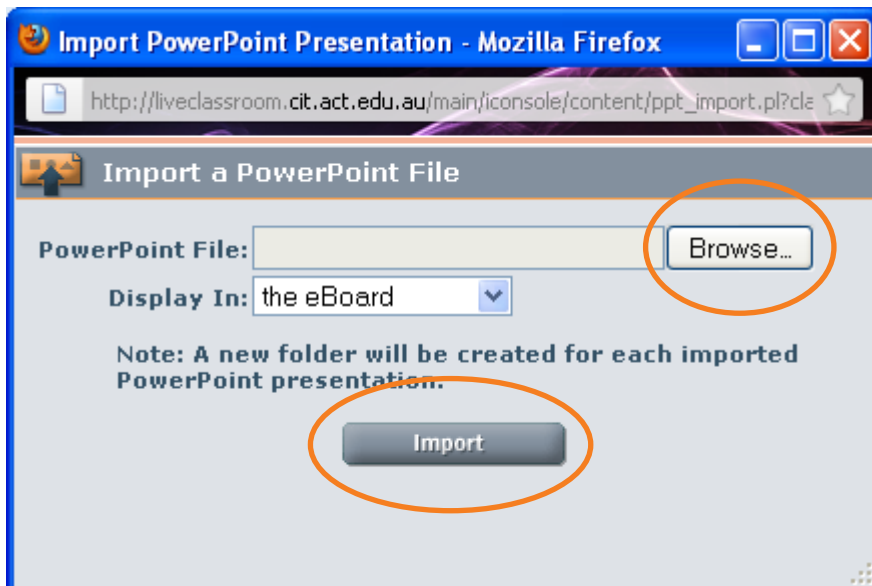 Import PowerPoint Presentation - Mozilla Firefox
http://liveclassroom.cit.act.edu.au/main/iconsole/content/ppt_import.pl?cla
Import a PowerPoint File
PowerPoint File: Browse...
Display In: the eBoard
Note: A new folder will be created for each imported
PowerPoint presentation.
Import